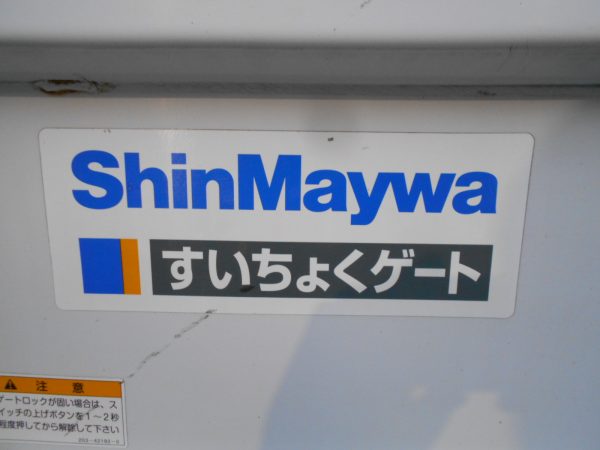 ShinMaywa
すいちょくゲート
注意
ゲートロックが固い場合は、ス
イッチの上げボタンを1～2秒
程度押してから解除して下さい